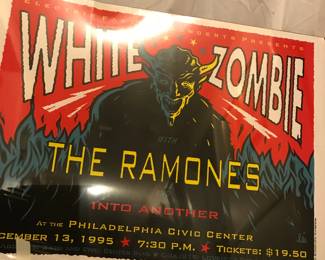 PRESENTS
WHITE ZOMBIE
WITH
THE RAMONES
INTO ANOTHER
AT THE PHILADELPHIA CIVIC CENTER
CEMBER 13, 1995 ★ 7:30 P.M. ★ TICKETS: $19.50